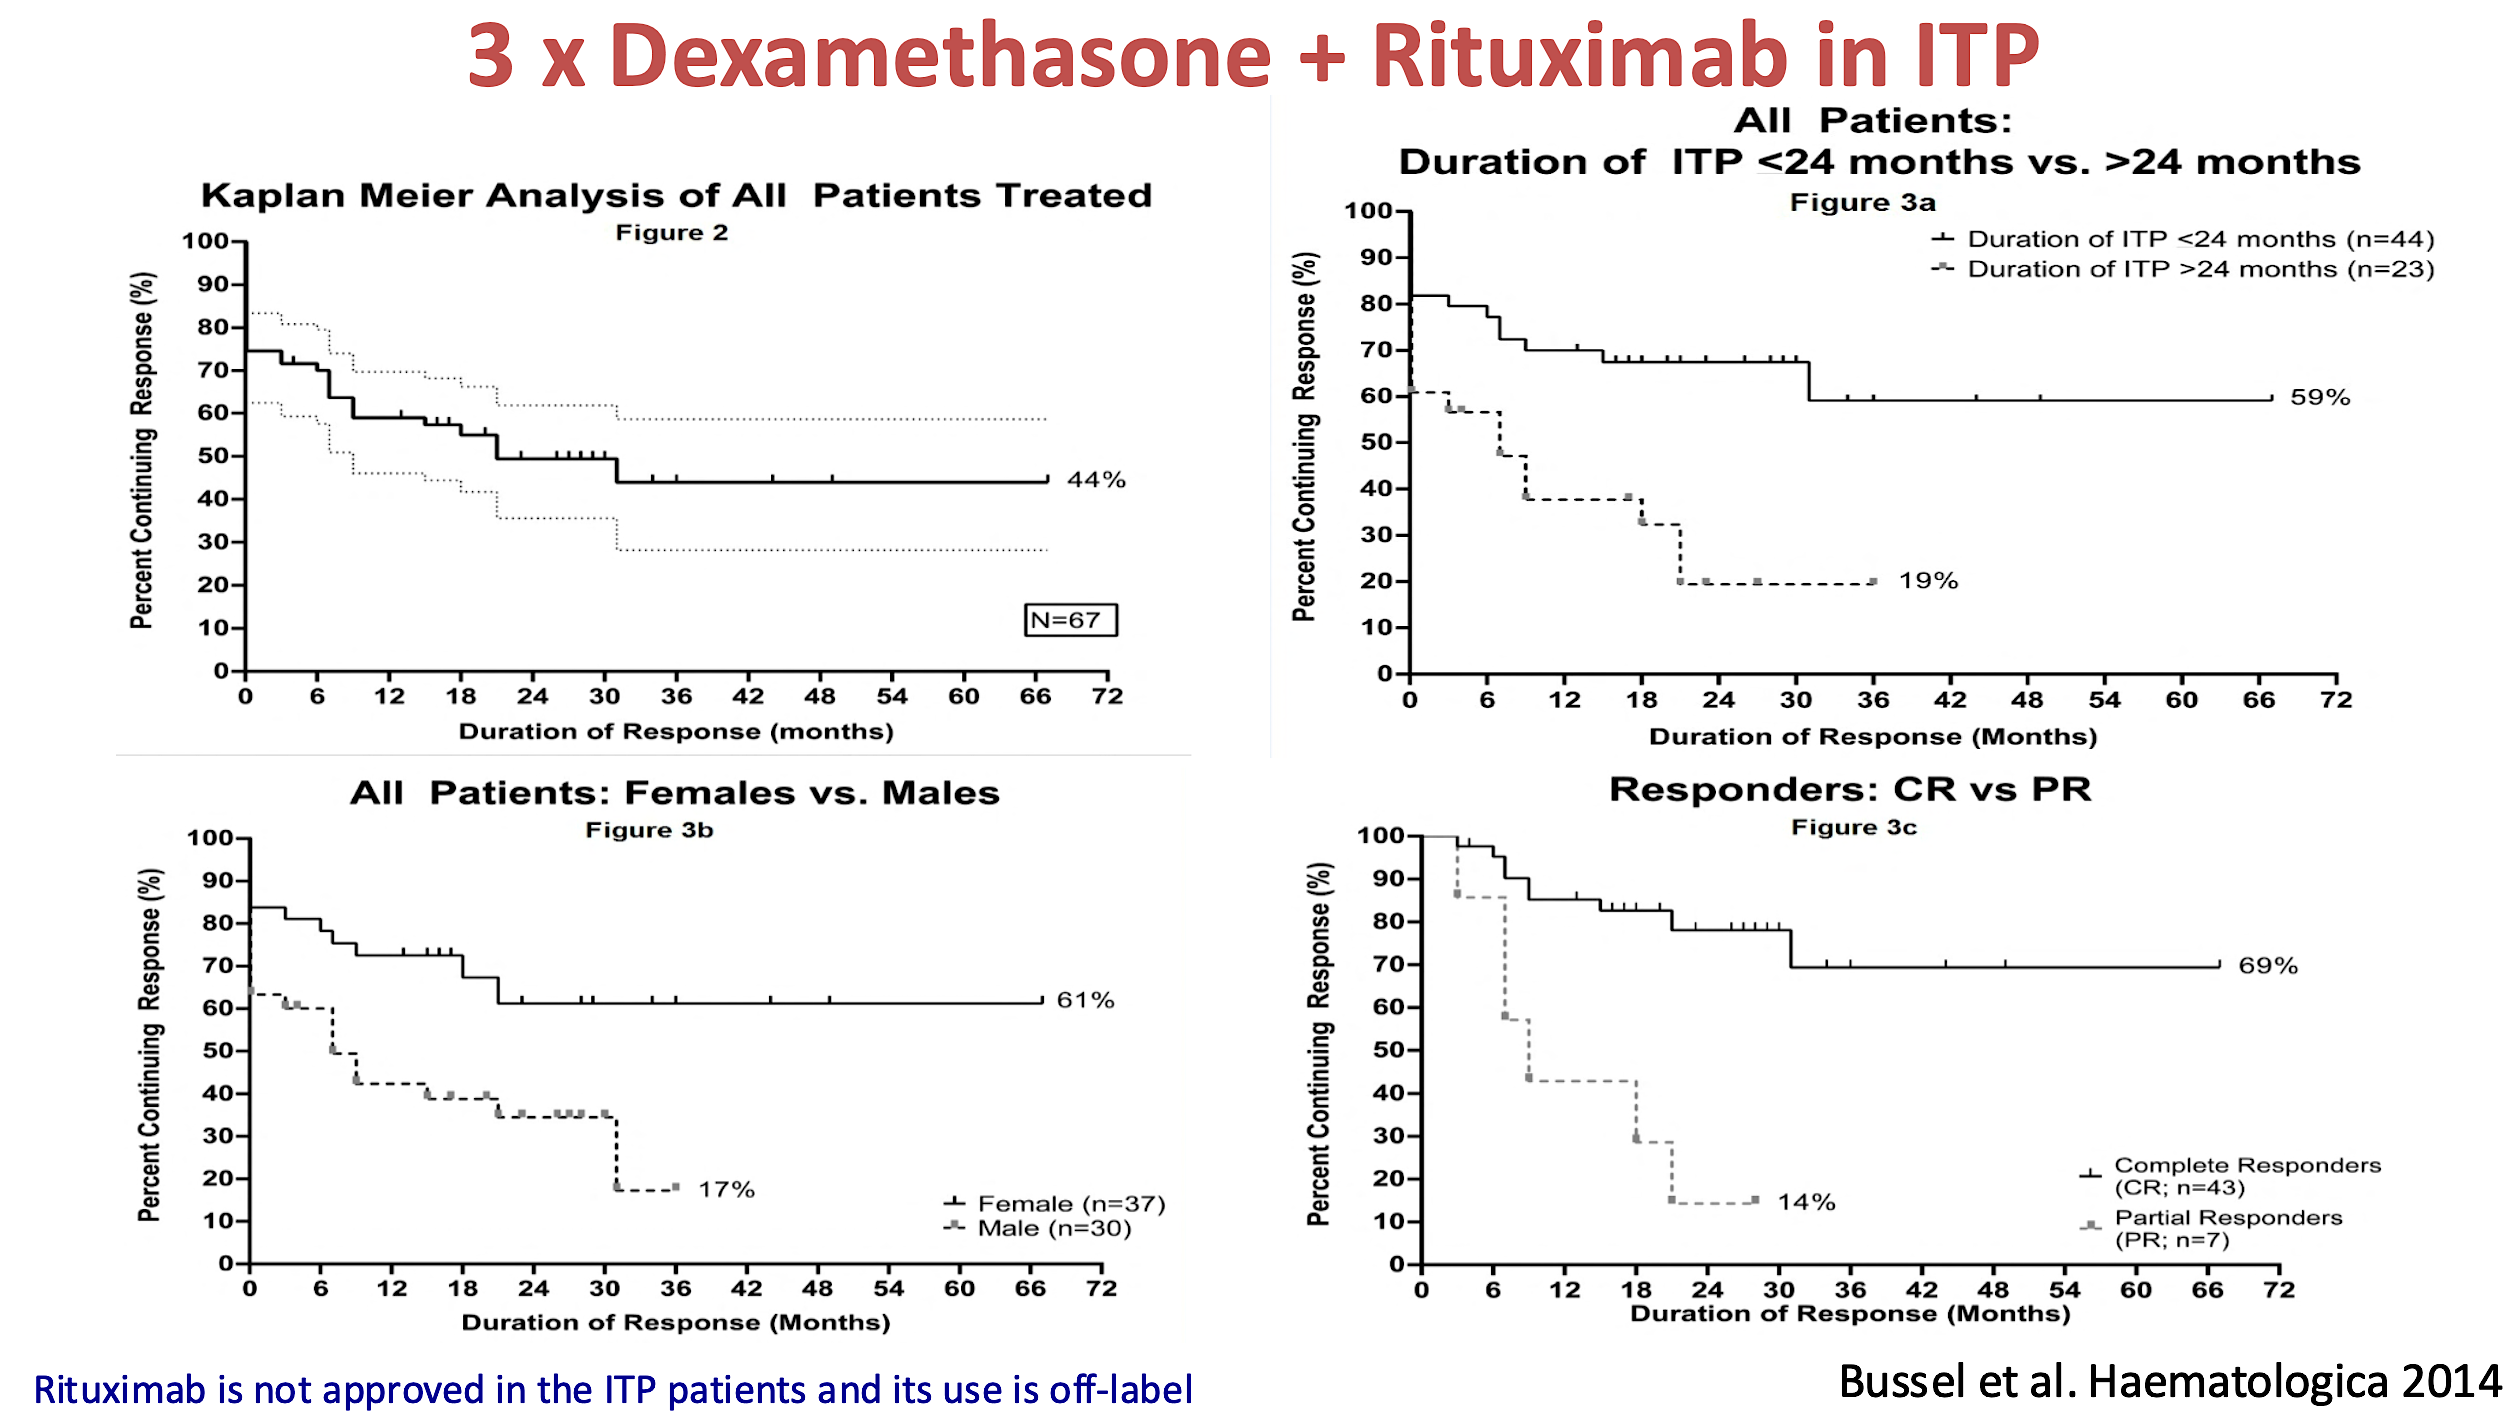 3 x Dexamethasone + Rituximab in ITP
Kaplan Meier Analysis of All Patients Treated
Figure 2
Percent Continuing Response (%)
100
90
80
70
60
50
40
30
20
10
0
44%
N=67
0 6 12 18 24 30 36 42 48 54 60 66 72
Duration of Response (months)
All Patients:
Duration of ITP <24 months vs. >24 months
Figure 3a
Duration of ITP <24 months (n=44)
Duration of ITP >24 months (n=23)
Percent Continuing Response (%)
100
90
80
70
60
50
40
30
20
10
0
59%
19%
0 6 12 18 24 30 36 42 48 54 60 66 72
Duration of Response (Months)
All Patients: Females vs. Males
Figure 3b
Percent Continuing Response (%)
100
90
80
70
60
50
40
30
20
10
0
61%
17%
Female (n=37)
Male (n=30)
0 6 12 18 24 30 36 42 48 54 60 66 72
Duration of Response (Months)
Responders: CR vs PR
Figure 3c
Percent Continuing Response (%)
100
90
80
70
60
50
40
30
20
10
0
69%
14%
Complete Responders
(CR; n=43)
Partial Responders
(PR; n=7)
0 6 12 18 24 30 36 42 48 54 60 66 72
Duration of Response (Months)
Rituximab is not approved in the ITP patients and its use is off-label
Bussel et al. Haematologica 2014